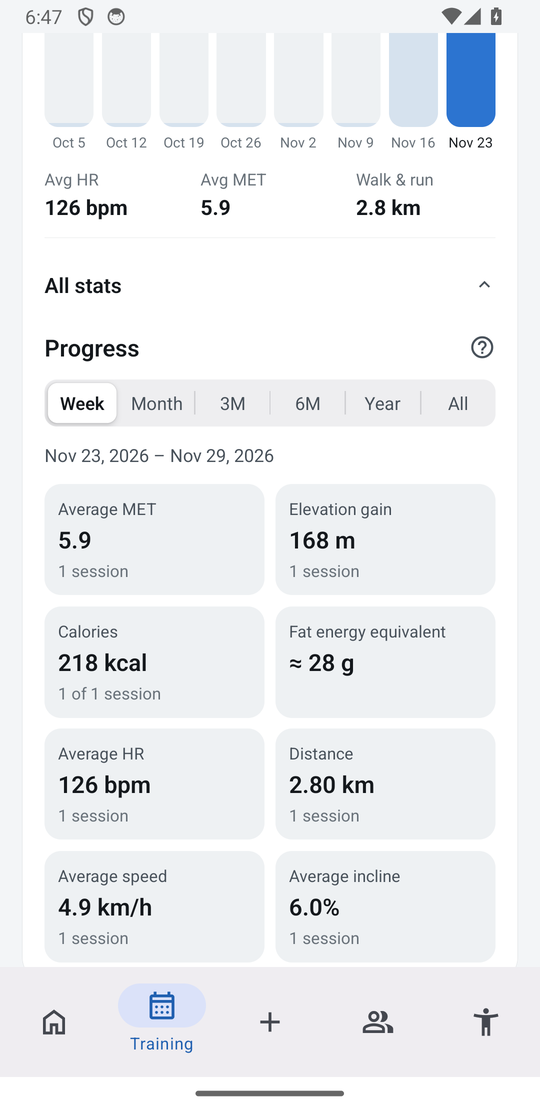 6:47
Oct 5 Oct 12 Oct 19 Oct 26 Nov 2 Nov 9 Nov 16 Nov 23
Avg HR Avg MET Walk & run
126 bpm 5.9 2.8 km
All stats
Progress
Week Month 3M 6M Year All
Nov 23, 2026 – Nov 29, 2026
Average MET
5.9
1 session
Elevation gain
168 m
1 session
Calories
218 kcal
1 of 1 session
Fat energy equivalent
≈ 28 g
Average HR
126 bpm
1 session
Distance
2.80 km
1 session
Average speed
4.9 km/h
1 session
Average incline
6.0%
1 session
Training